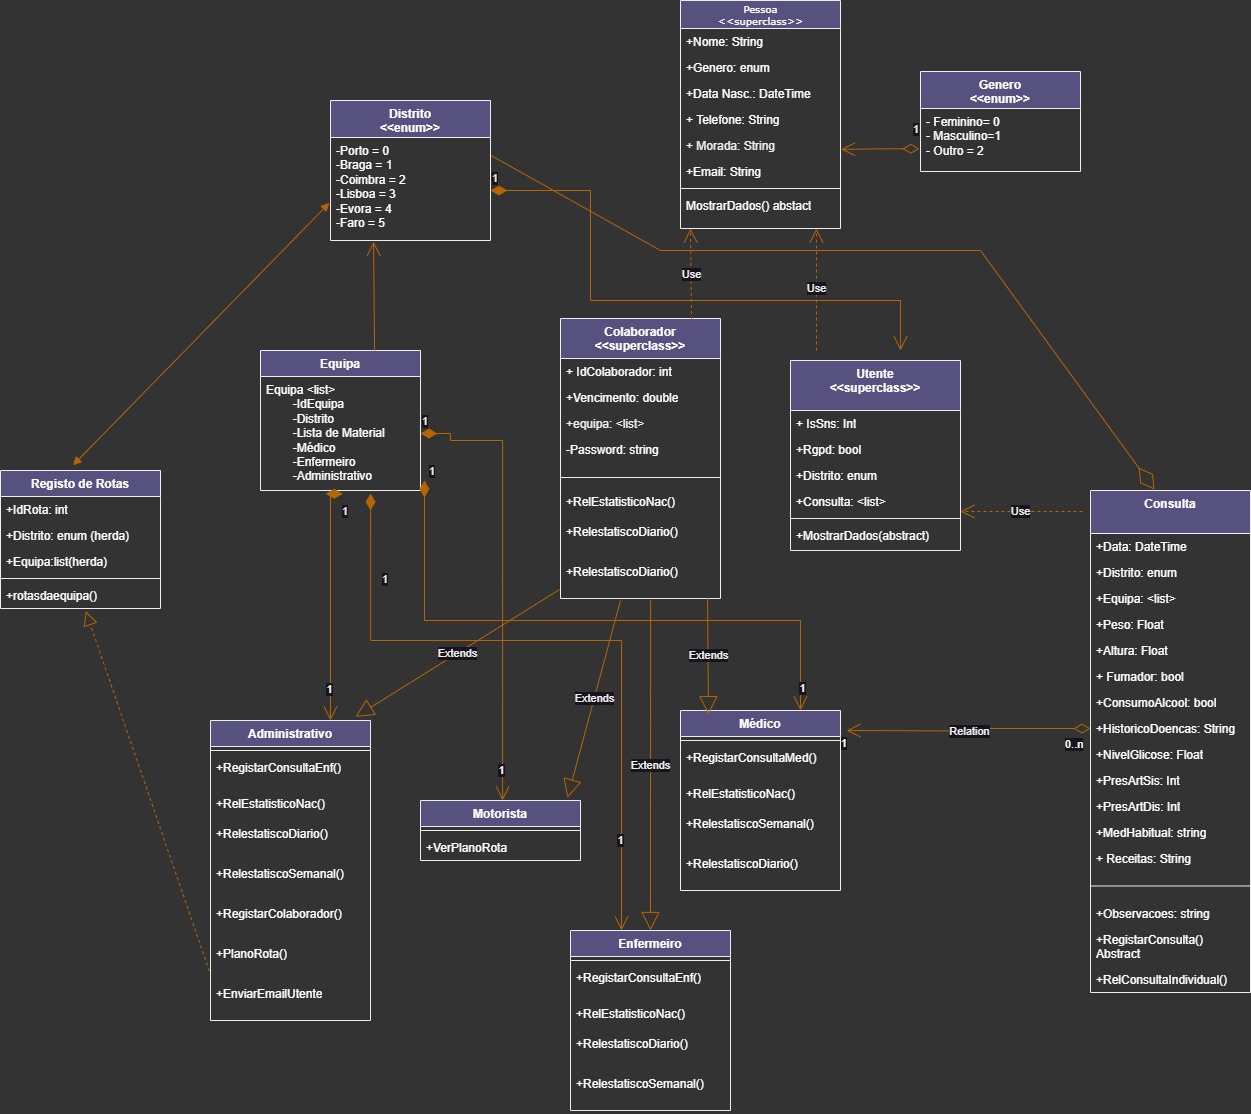 Pessoa
<<superclass>>
+Nome: String
+Genero: enum
+Data Nasc.: DateTime
+ Telefone: String
+ Morada: String
+Email: String
MostrarDados() abstact
Genero
<<enum>>
- Feminino= 0
- Masculino=1
- Outro = 2
1
Distrito
<<enum>>
-Porto = 0
-Braga = 1
-Coimbra = 2
-Lisboa = 3
-Evora = 4
-Faro = 5
1
Use
Use
Colaborador
<<superclass>>
+ IdColaborador: int
+Vencimento: double
+equipa: <list>
-Password: string
+RelEstatisticoNac()
+RelestatiscoDiario()
+RelestatiscoDiario()
Utente
<<superclass>>
+ IsSns: Int
+Rgpd: bool
+Distrito: enum
+Consulta: <list>
+MostrarDados(abstract)
Use
Equipa
Equipa <list>
-IdEquipa
-Distrito
-Lista de Material
-Médico
-Enfermeiro
-Administrativo
1
1
1
1
Registo de Rotas
+IdRota: int
+Distrito: enum (herda)
+Equipa:list(herda)
+rotasdaequipa()
Consulta
+Data: DateTime
+Distrito: enum
+Equipa: <list>
+Peso: Float
+Altura: Float
+ Fumador: bool
+ConsumoAlcool: bool
+HistoricoDoencas: String
+NivelGlicose: Float
+PresArtSis: Int
+PresArtDis: Int
+MedHabitual: string
+ Receitas: String
+Observacoes: string
+RegistarConsulta()
Abstract
+RelConsultaIndividual()
Extends
Extends
Extends
Extends
1
1
1
1
Relation
1
0..n
Administrativo
+RegistarConsultaEnf()
+RelEstatisticoNac()
+RelestatiscoDiario()
+RelestatiscoSemanal()
+RegistarColaborador()
+PlanoRota()
+EnviarEmailUtente
Motorista
+VerPlanoRota
Médico
+RegistarConsultaMed()
+RelEstatisticoNac()
+RelestatiscoSemanal()
+RelestatiscoDiario()
Enfermeiro
+RegistarConsultaEnf()
+RelEstatisticoNac()
+RelestatiscoDiario()
+RelestatiscoSemanal()